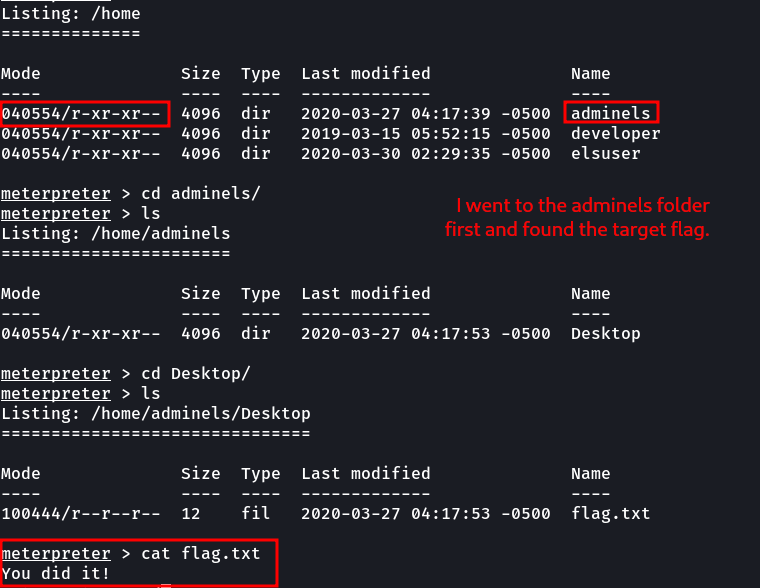 Listing: /home
==============
Mode Size Type Last modified Name
---- ---- ---- ------------- ----
040554/r-xr-xr-- 4096 dir 2020-03-27 04:17:39 -0500 adminels
040554/r-xr-xr-- 4096 dir 2019-03-15 05:52:15 -0500 developer
040554/r-xr-xr-- 4096 dir 2020-03-30 02:29:35 -0500 elsuser
meterpreter > cd adminels/
meterpreter > ls
I went to the adminels folder
first and found the target flag.
Listing: /home/adminels
=======================
Mode Size Type Last modified Name
---- ---- ---- ------------- ----
040554/r-xr-xr-- 4096 dir 2020-03-27 04:17:53 -0500 Desktop
meterpreter > cd Desktop/
meterpreter > ls
Listing: /home/adminels/Desktop
===============================
Mode Size Type Last modified Name
---- ---- ---- ------------- ----
100444/r--r--r-- 12 fil 2020-03-27 04:17:53 -0500 flag.txt
meterpreter > cat flag.txt
You did it!